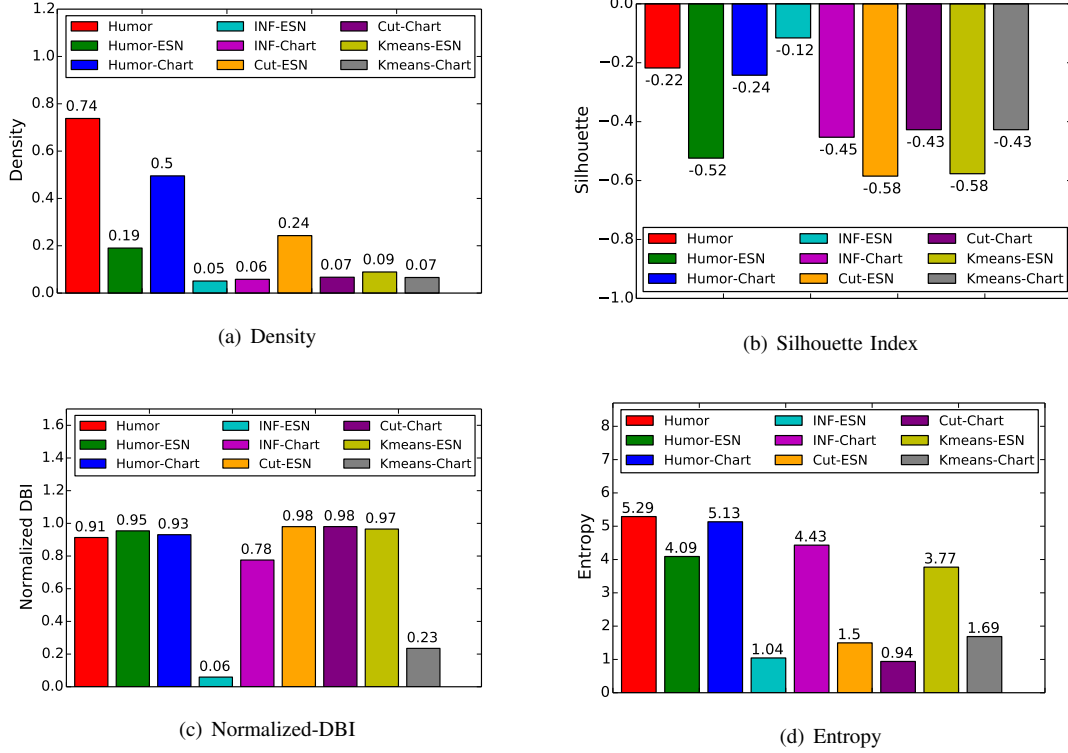 1.2
1.0
0.8
0.6
0.4
0.2
0.0
Density
Humor
Humor-ESN
Humor-Chart
INF-ESN
INF-Chart
Cut-ESN
Cut-Chart
Kmeans-ESN
Kmeans-Chart
0.74
0.19
0.5
0.05
0.06
0.24
0.07
0.09
0.07
(a) Density
0.0
−0.2
−0.4
−0.6
−0.8
−1.0
Silhouette
-0.22
-0.52
-0.24
-0.12
-0.45
-0.58
-0.43
-0.58
-0.43
Humor
Humor-ESN
Humor-Chart
INF-ESN
INF-Chart
Cut-ESN
Cut-Chart
Kmeans-ESN
Kmeans-Chart
(b) Silhouette Index
1.6
1.4
1.2
1.0
0.8
0.6
0.4
0.2
0.0
Normalized DBI
Humor
Humor-ESN
Humor-Chart
INF-ESN
INF-Chart
Cut-ESN
Cut-Chart
Kmeans-ESN
Kmeans-Chart
0.91
0.95
0.93
0.06
0.78
0.98
0.98
0.97
0.23
(c) Normalized-DBI
8
7
6
5
4
3
2
1
0
Entropy
Humor
Humor-ESN
Humor-Chart
INF-ESN
INF-Chart
Cut-ESN
Cut-Chart
Kmeans-ESN
Kmeans-Chart
5.29
4.09
5.13
1.04
4.43
1.5
0.94
3.77
1.69
(d) Entropy